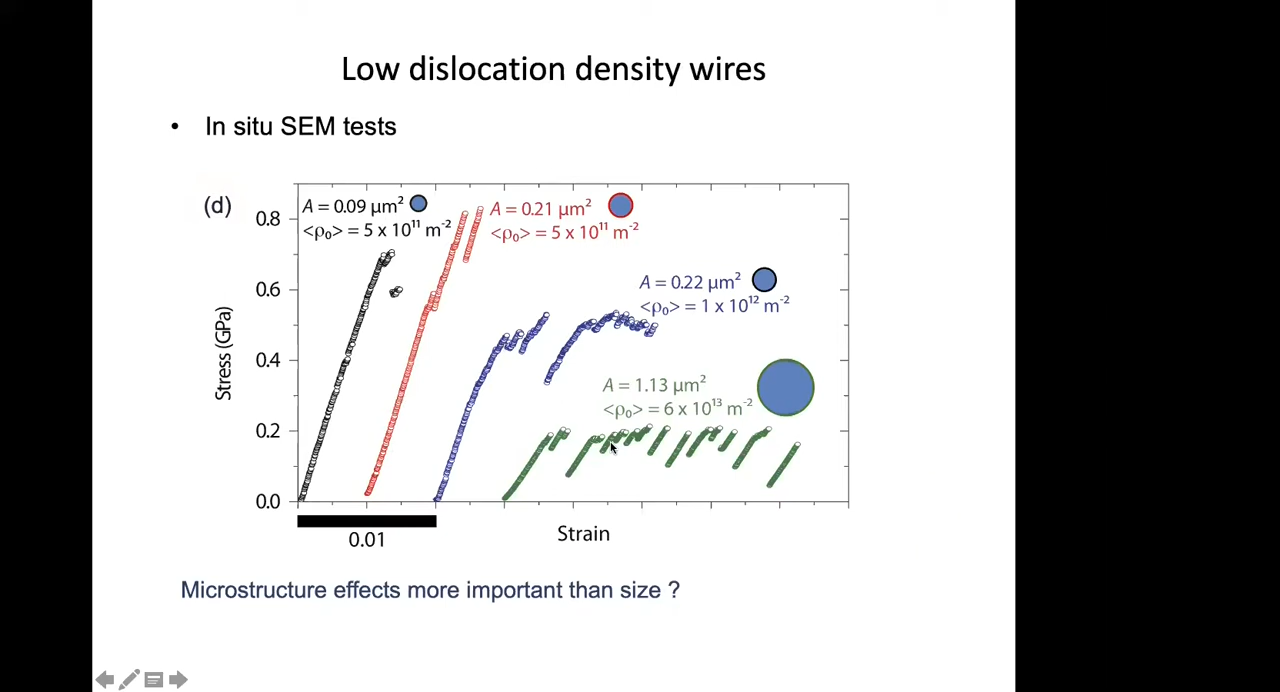 Low dislocation density wires
• In situ SEM tests
(d)
A = 0.09 μm²
<ρ₀> = 5 x 10¹¹ m⁻²
A = 0.21 μm²
<ρ₀> = 5 x 10¹¹ m⁻²
A = 0.22 μm²
<ρ₀> = 1 x 10¹² m⁻²
A = 1.13 μm²
<ρ₀> = 6 x 10¹³ m⁻²
0.8
0.6
0.4
0.2
0.0
Stress (GPa)
0.01
Strain
Microstructure effects more important than size ?